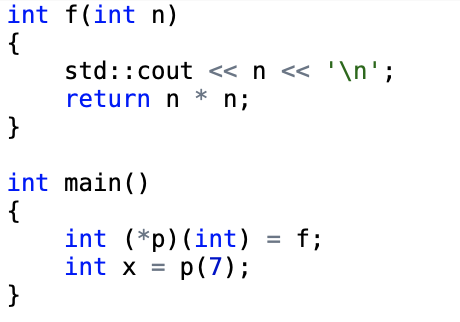 int f(int n)
{
    std::cout << n << '\n';
    return n * n;
}

int main()
{
    int (*p)(int) = f;
    int x = p(7);
}